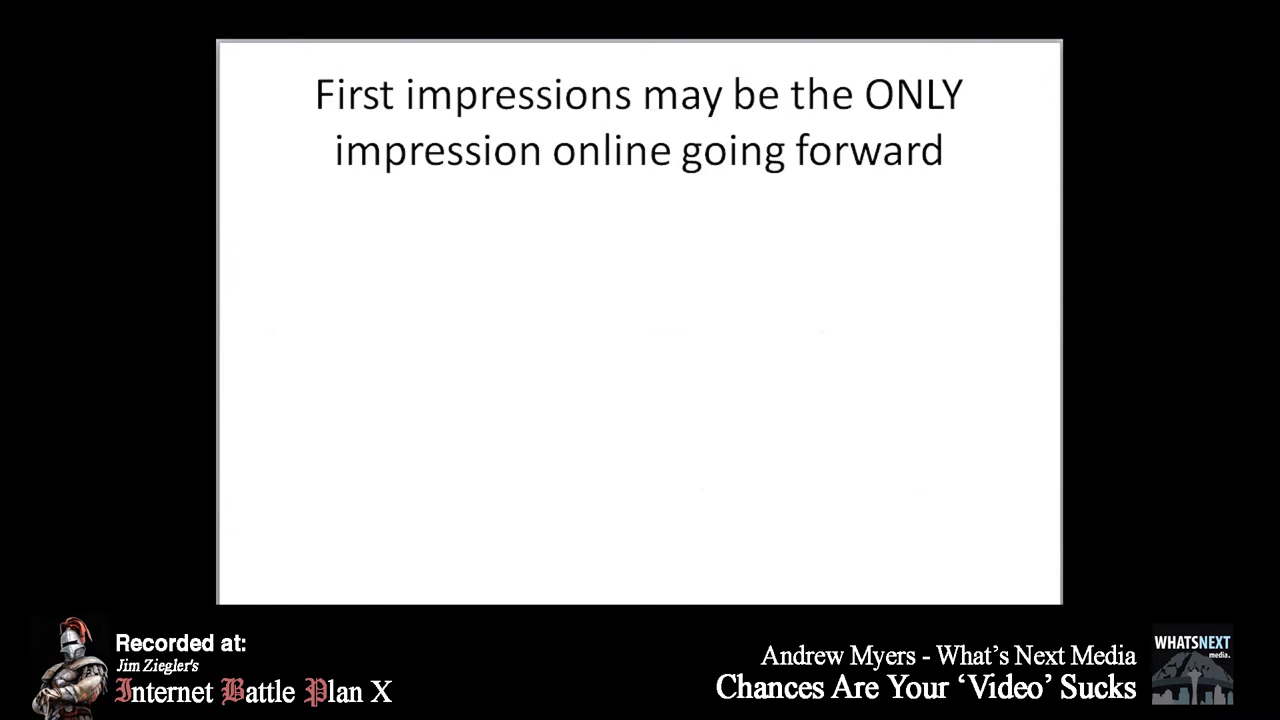 First impressions may be the ONLY
impression online going forward
Recorded at:
Jim Ziegler's
Internet Battle Plan X
Andrew Myers - What’s Next Media
Chances Are Your ‘Video’ Sucks
WHATSNEXT
media.